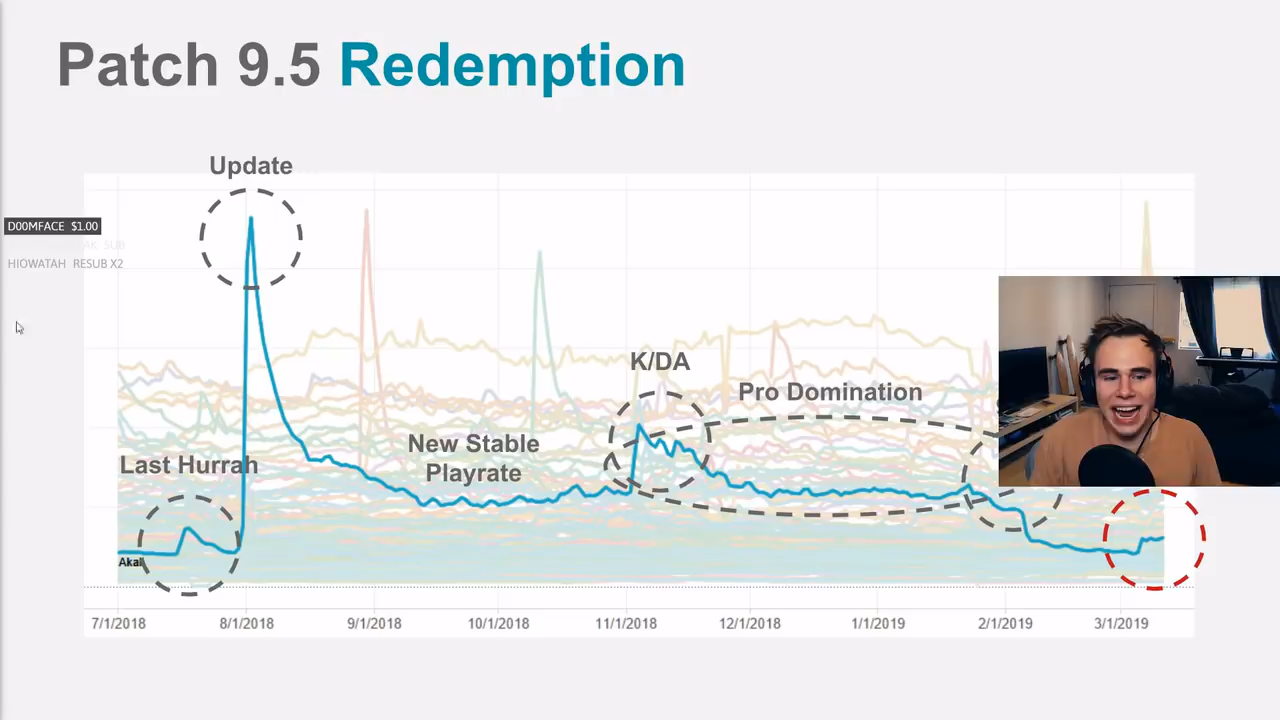 Patch 9.5 Redemption
Update
D00MFACE $1.00
HIOWATAH RESUB X2
K/DA
Pro Domination
New Stable
Playrate
Last Hurrah
Akali
7/1/2018 8/1/2018 9/1/2018 10/1/2018 11/1/2018 12/1/2018 1/1/2019 2/1/2019 3/1/2019